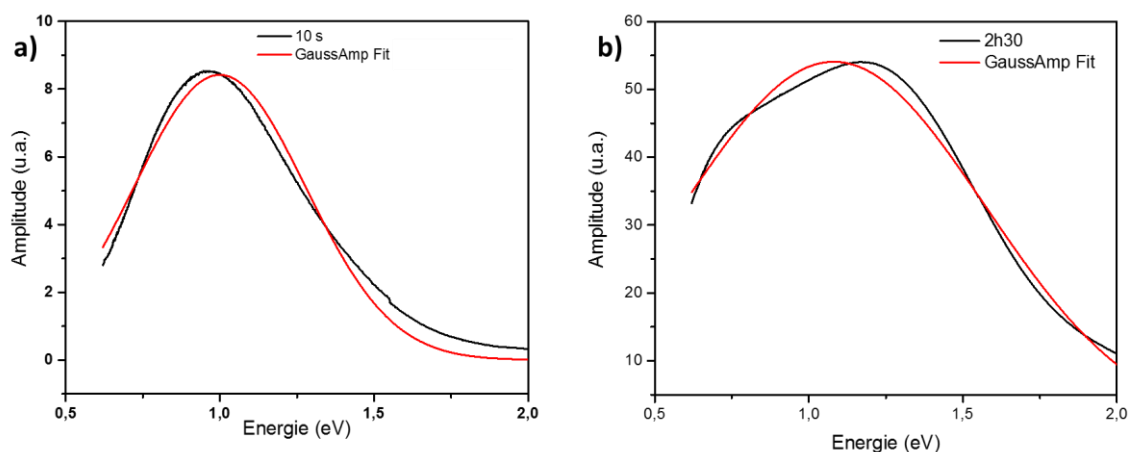 a)
10 s
GaussAmp Fit
Amplitude (u.a.)
10
8
6
4
2
0
0,5
1,0
1,5
2,0
Energie (eV)
b)
2h30
GaussAmp Fit
Amplitude (u.a.)
60
50
40
30
20
10
0,5
1,0
1,5
2,0
Energie (eV)